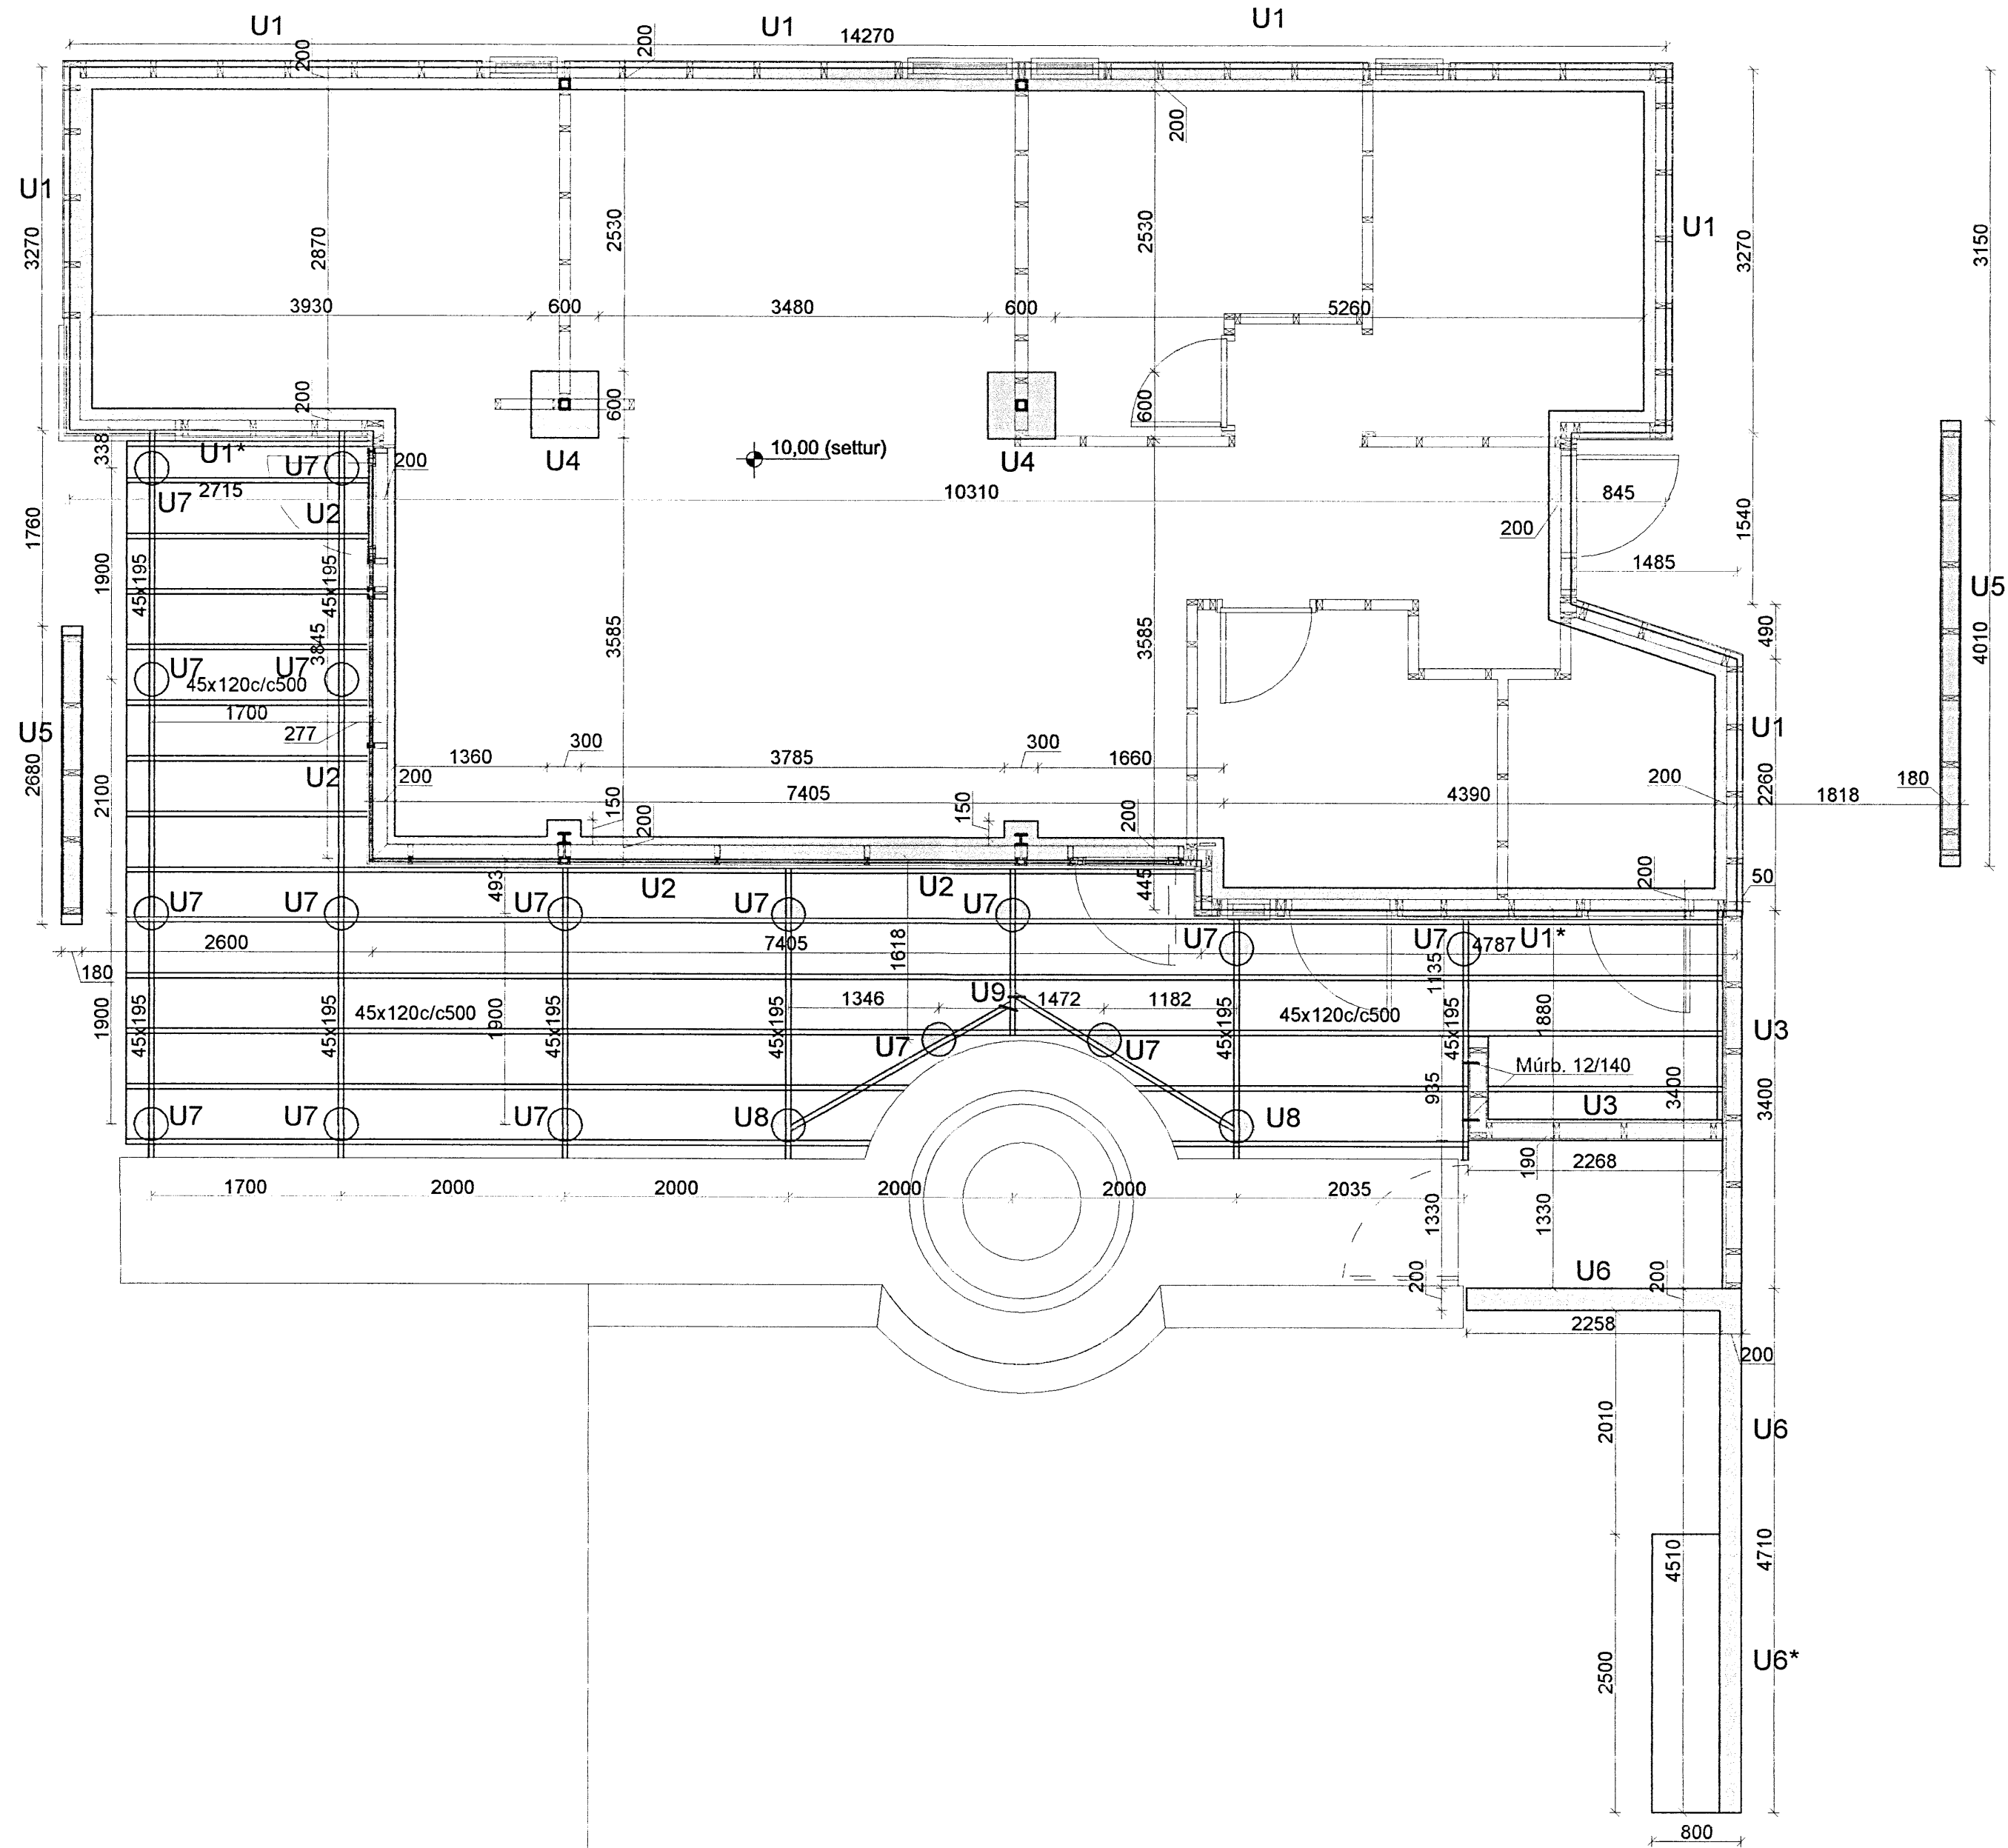 U1 U1 U1
14270
200 200
200
U1 U1
3270 2870 2530 2530 3270 3150
3930 600 3480 600 5260
200 600 600
338 U1* U7 200 U4 10,00 (settur) U4
U7 2715 U2 10310 845
1760 1900 45x195 45x195 200 1540
1485 U5
3845 3585 3585 490 4010
U7 U7
45x120c/c500
1700
U5 277 U1
1360 300 3785 300 1660
2680 2100 U2 200 7405 4390 200 2260 1818 180
150 200 150 200
493 U2 U2 445 200 50
U7 U7 U7 U7 U7
2600 7405 1618 U7 U7 U1* 4787
180 1135
1900 45x195 45x195 45x120c/c500 1900 45x195 45x195 1346 U9 1472 1182 45x195 45x120c/c500 45x195 1880 U3
U7 U7
Múrb. 12/140
935 3400 3400
U7 U7 U7 U8 U8 U3
190 2268
1700 2000 2000 2000 2000 2035
1330 1330
200 U6 200
2258
200
2010 U6
4510 4710
2500 U6*
800